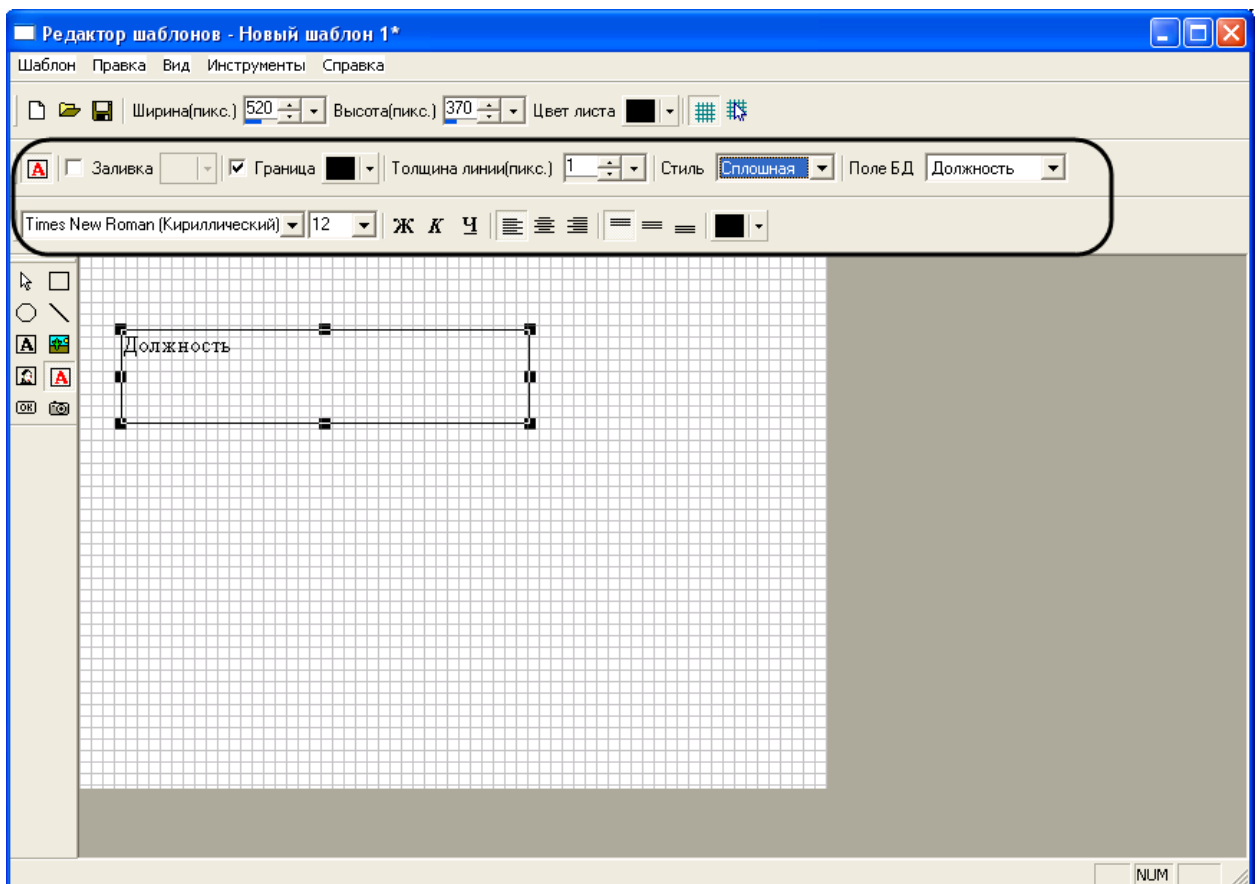 Редактор шаблонов - Новый шаблон 1*
Шаблон Правка Вид Инструменты Справка
Ширина(пикс.) 520 Высота(пикс.) 370 Цвет листа
A Заливка Граница Толщина линии(пикс.) 1 Стиль Сплошная Поле БД Должность
Times New Roman (Кириллический) 12 Ж К Ч
Должность
A
A
OK
NUM